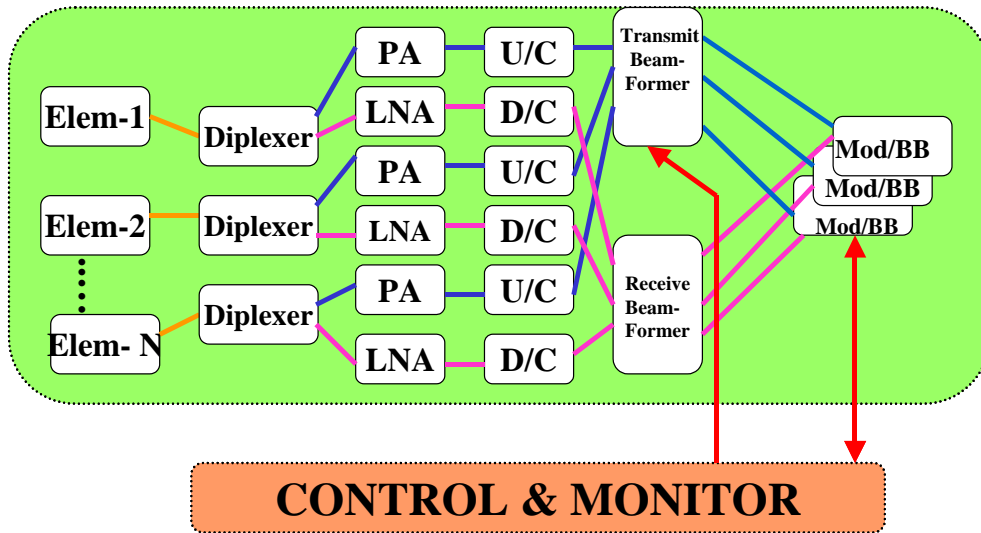 PA
U/C
Transmit
Beam-
Former
Elem-1
Diplexer
LNA
D/C
Mod/BB
PA
U/C
Mod/BB
Elem-2
Diplexer
LNA
D/C
Mod/BB
PA
U/C
Receive
Beam-
Former
Elem- N
Diplexer
LNA
D/C
CONTROL & MONITOR